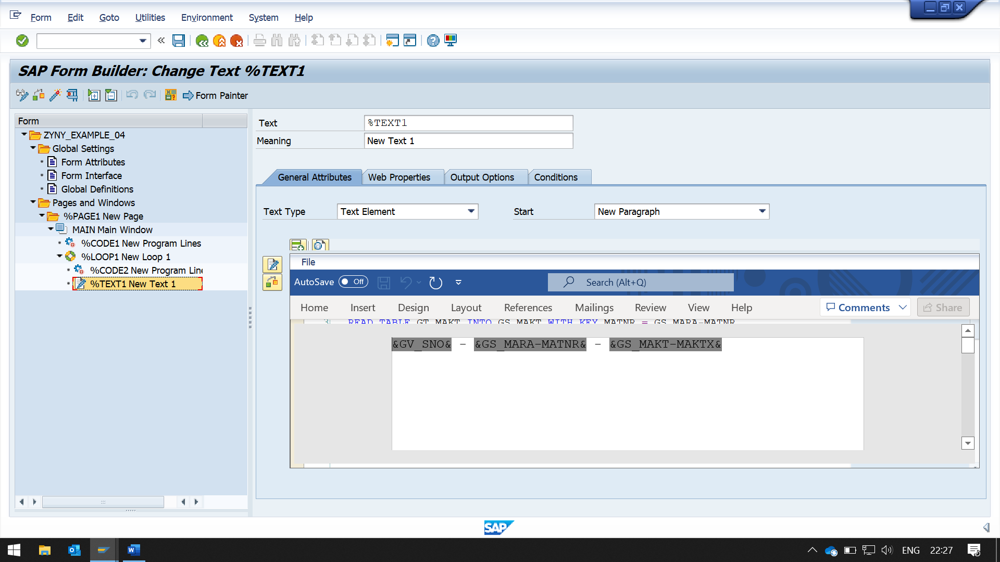 Form Edit Goto Utilities Environment System Help
SAP Form Builder: Change Text %TEXT1
Form Painter
Form
ZYNY_EXAMPLE_04
Global Settings
Form Attributes
Form Interface
Global Definitions
Pages and Windows
%PAGE1 New Page
MAIN Main Window
%CODE1 New Program Lines
%LOOP1 New Loop 1
%CODE2 New Program Line
%TEXT1 New Text 1
Text %TEXT1
Meaning New Text 1
General Attributes Web Properties Output Options Conditions
Text Type Text Element Start New Paragraph
File
AutoSave Off Search (Alt+Q)
Home Insert Design Layout References Mailings Review View Help Comments Share
3 READ TABLE GT_MAKT INTO GS_MAKT WITH KEY MATNR = GS_MARA-MATNR
&GV_SNO& - &GS_MARA-MATNR& - &GS_MAKT-MAKTX&
SAP
ENG 22:27